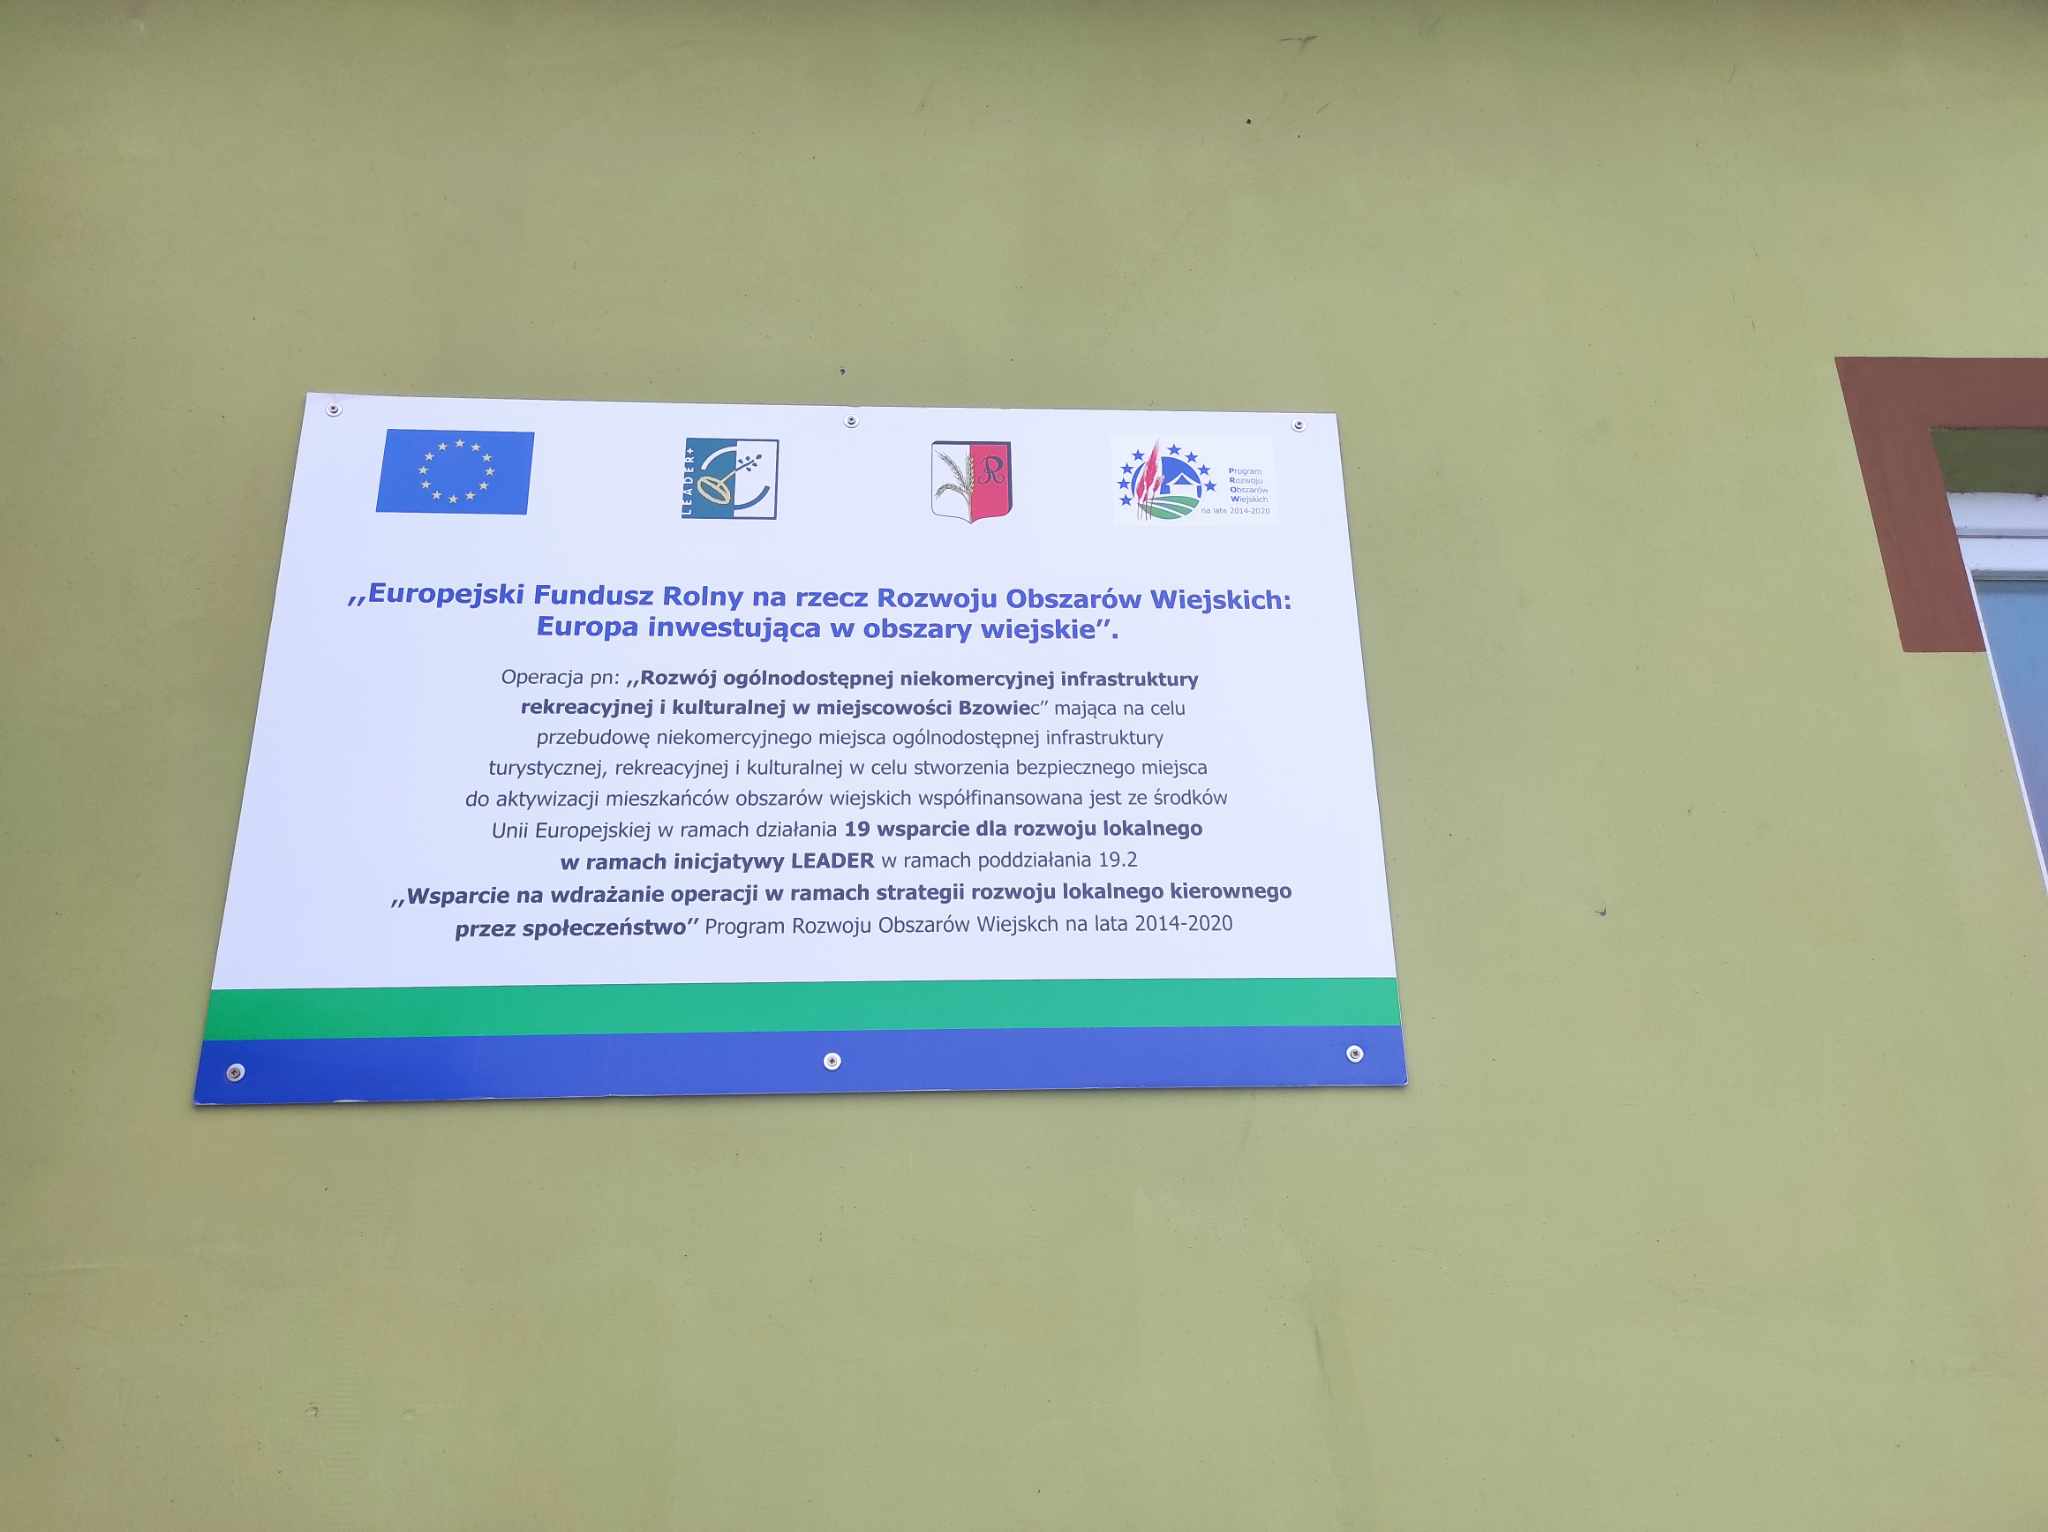 LEADER+
R
Program
Rozwoju
Obszarów
Wiejskich
na lata 2014-2020
,,Europejski Fundusz Rolny na rzecz Rozwoju Obszarów Wiejskich:
Europa inwestująca w obszary wiejskie”.
Operacja pn: ,,Rozwój ogólnodostępnej niekomercyjnej infrastruktury
rekreacyjnej i kulturalnej w miejscowości Bzowiec” mająca na celu
przebudowę niekomercyjnego miejsca ogólnodostępnej infrastruktury
turystycznej, rekreacyjnej i kulturalnej w celu stworzenia bezpiecznego miejsca
do aktywizacji mieszkańców obszarów wiejskich współfinansowana jest ze środków
Unii Europejskiej w ramach działania 19 wsparcie dla rozwoju lokalnego
w ramach inicjatywy LEADER w ramach poddziałania 19.2
,,Wsparcie na wdrażanie operacji w ramach strategii rozwoju lokalnego kierownego
przez społeczeństwo” Program Rozwoju Obszarów Wiejskch na lata 2014-2020